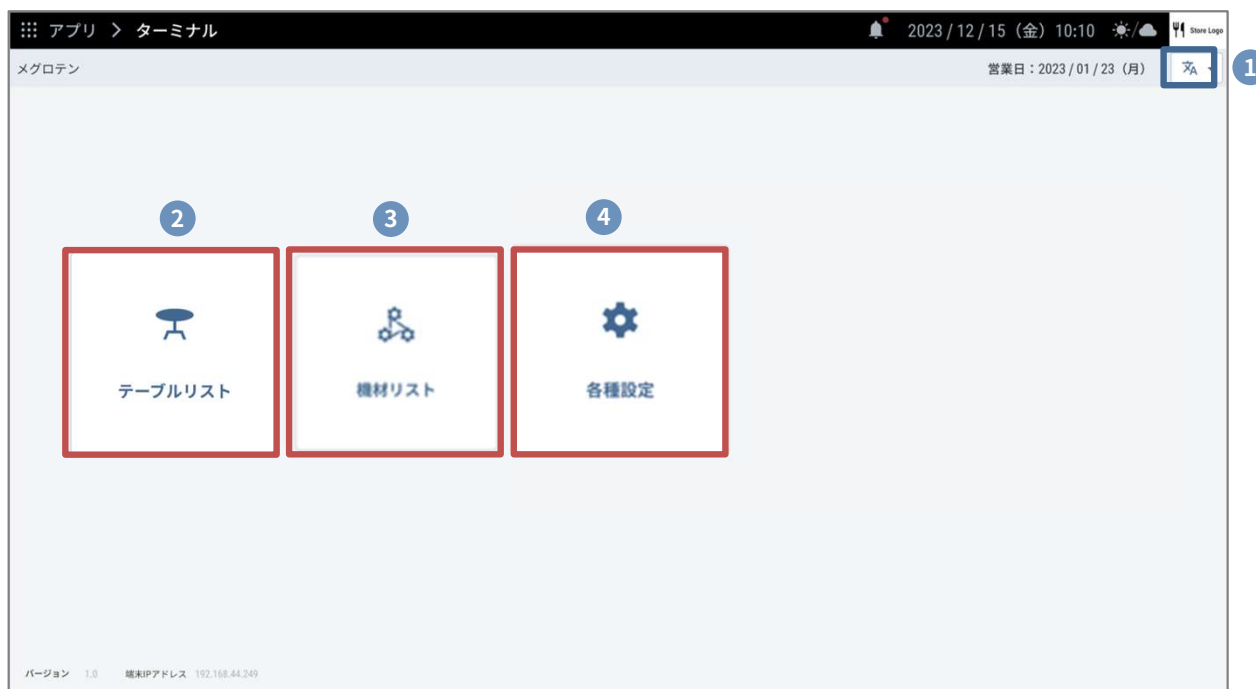 アプリ > ターミナル 2023 / 12 / 15（金）10:10 Store Logo
メグロテン 営業日：2023 / 01 / 23（月） 1
2 3 4
テーブルリスト 機材リスト 各種設定
バージョン 1.0 端末IPアドレス 192.168.44.249